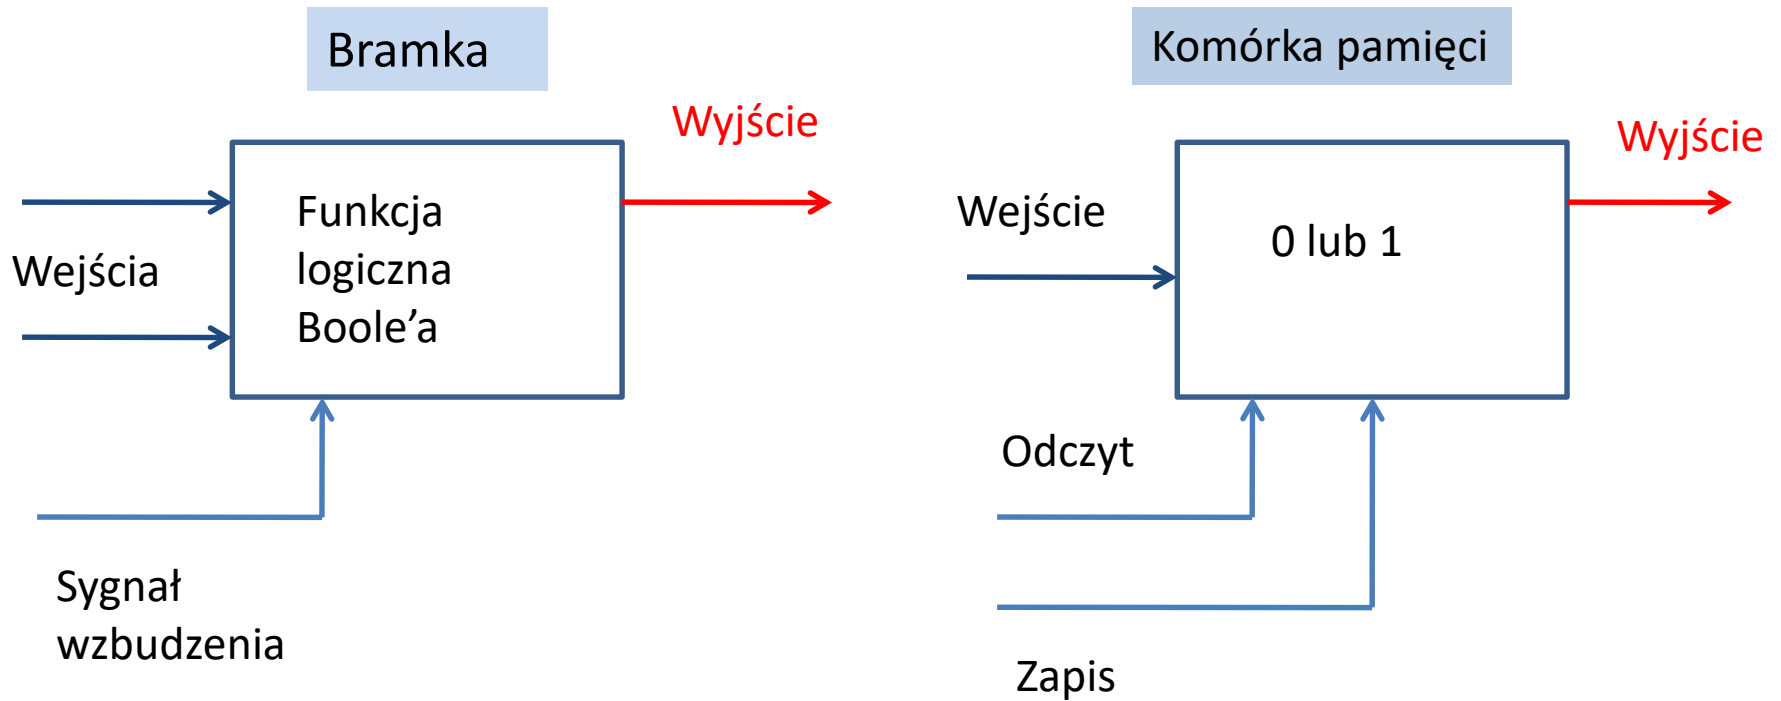 Bramka
Wyjście
Wejścia
Funkcja
logiczna
Boole’a
Sygnał
wzbudzenia
Komórka pamięci
Wyjście
Wejście
0 lub 1
Odczyt
Zapis